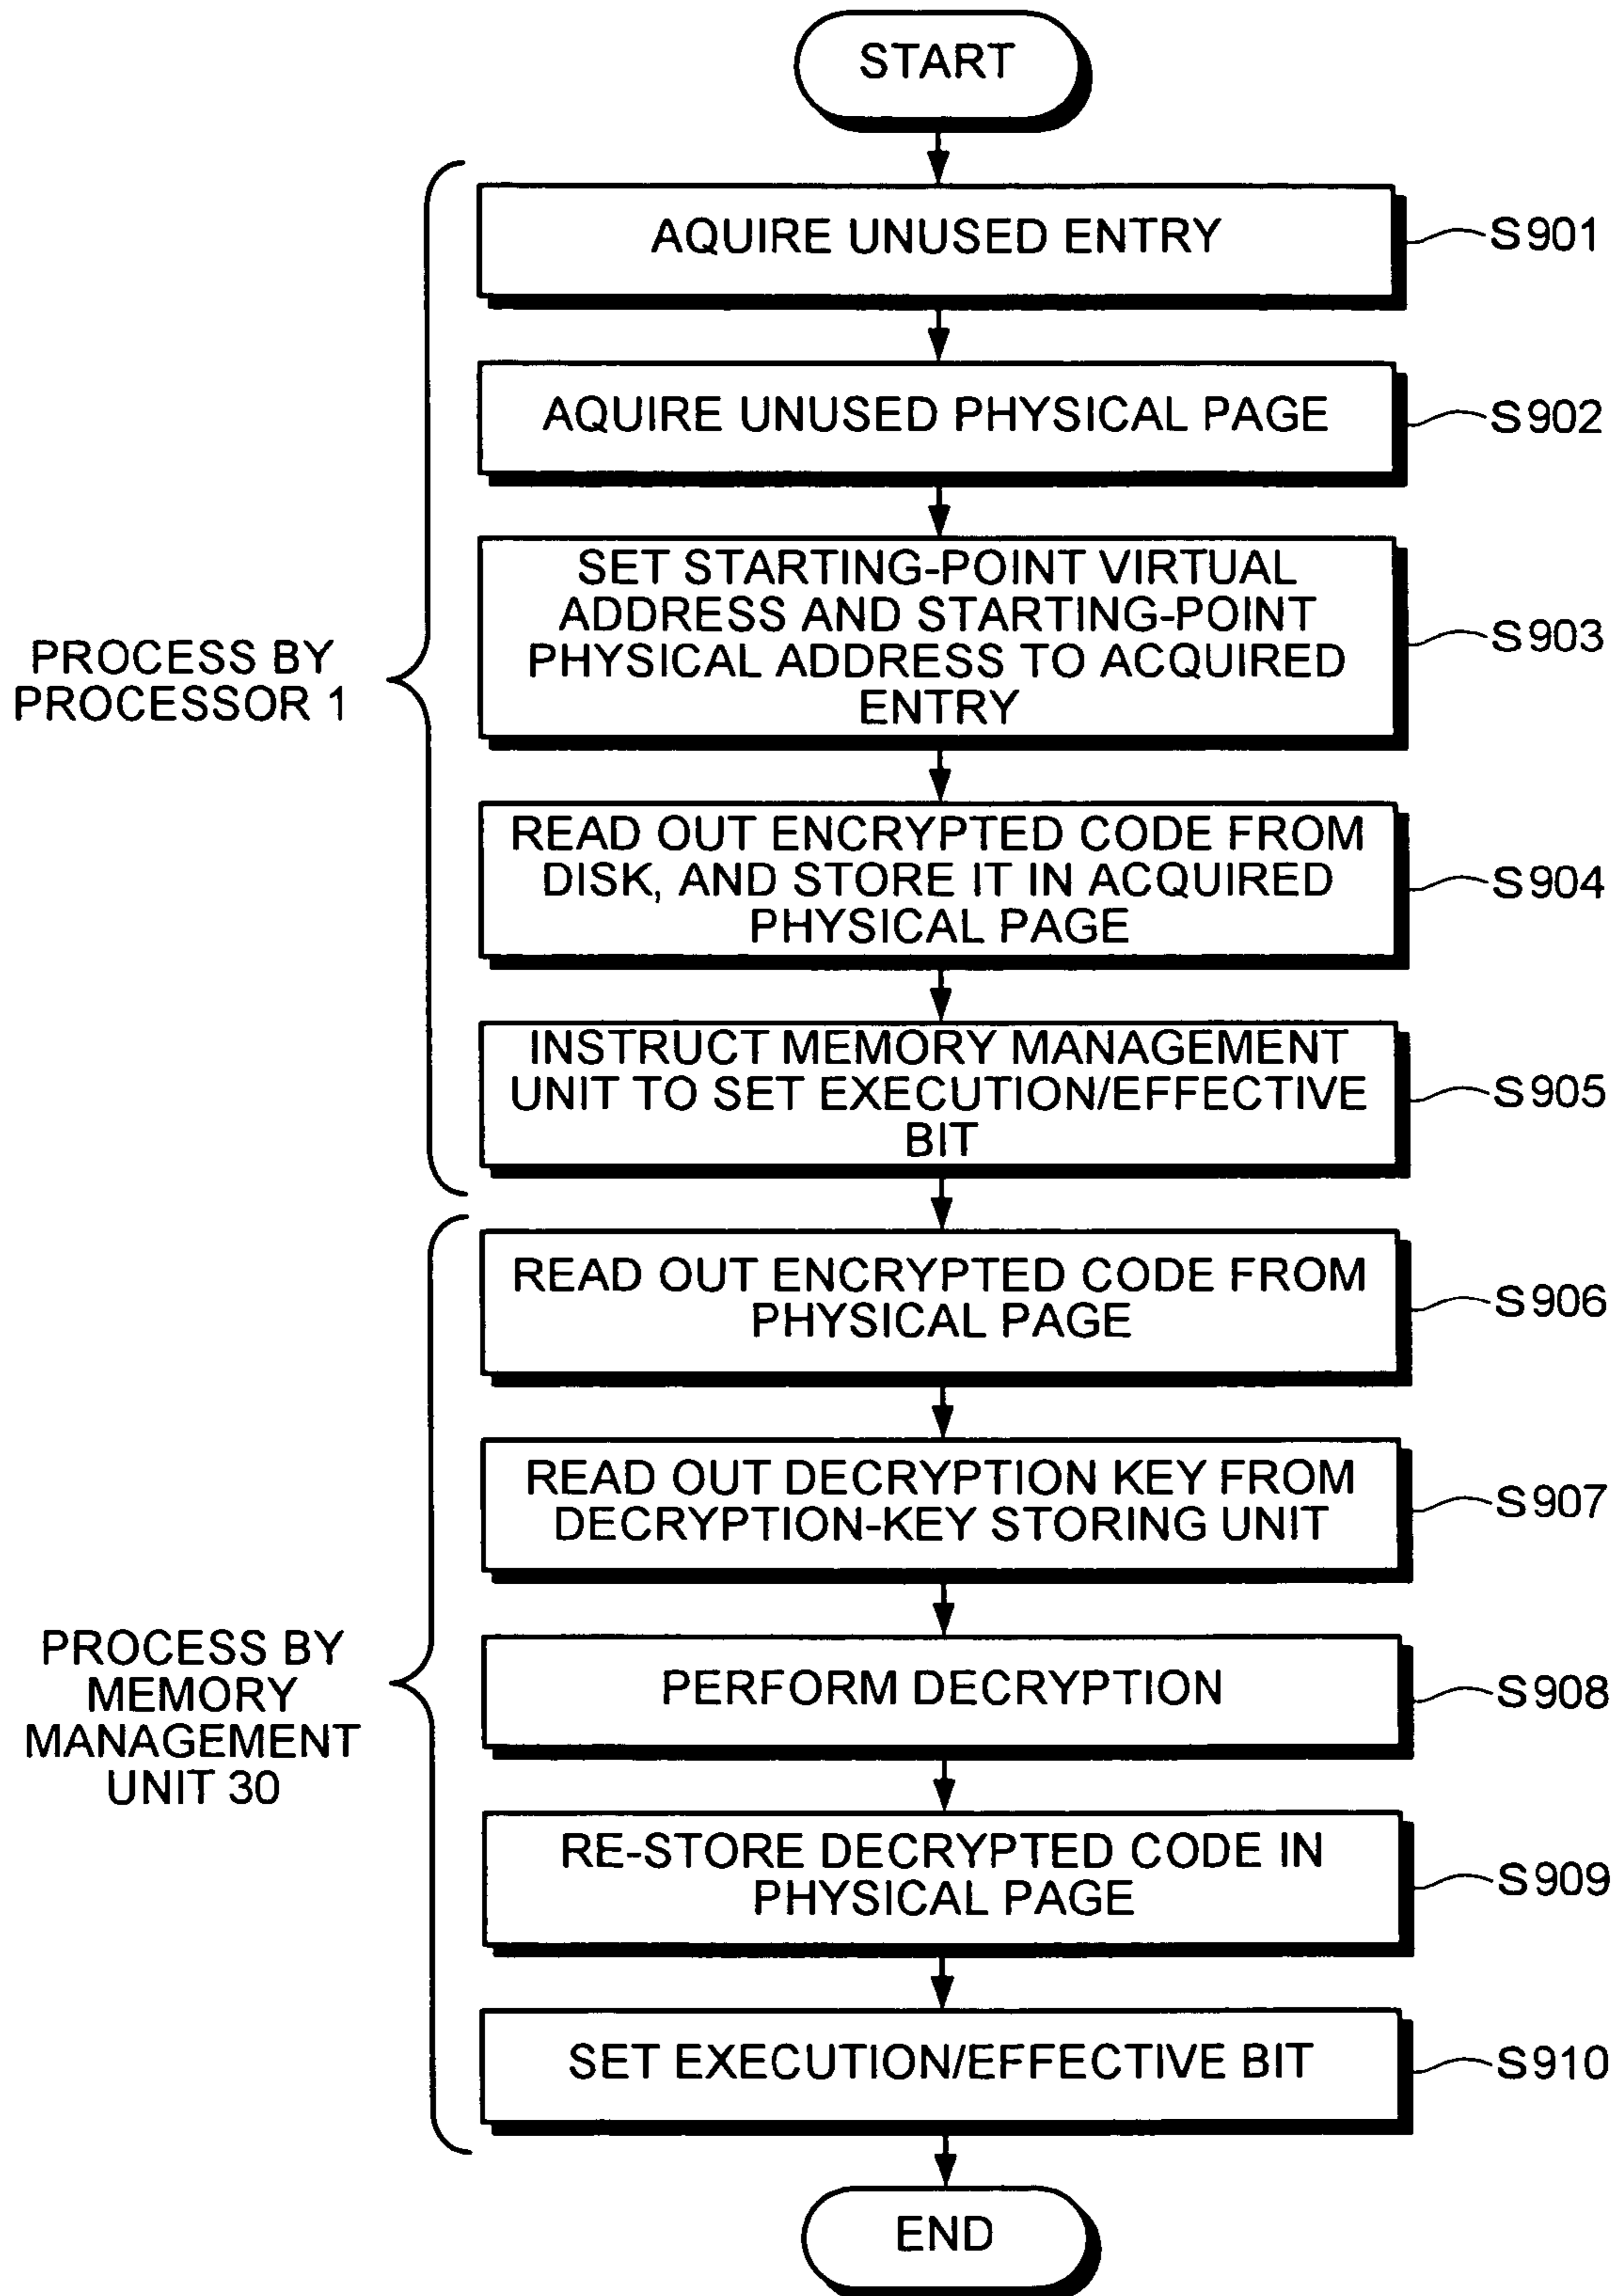 START
AQUIRE UNUSED ENTRY
S901
AQUIRE UNUSED PHYSICAL PAGE
S902
SET STARTING-POINT VIRTUAL
ADDRESS AND STARTING-POINT
PHYSICAL ADDRESS TO ACQUIRED
ENTRY
S903
PROCESS BY
PROCESSOR 1
READ OUT ENCRYPTED CODE FROM
DISK, AND STORE IT IN ACQUIRED
PHYSICAL PAGE
S904
INSTRUCT MEMORY MANAGEMENT
UNIT TO SET EXECUTION/EFFECTIVE
BIT
S905
READ OUT ENCRYPTED CODE FROM
PHYSICAL PAGE
S906
READ OUT DECRYPTION KEY FROM
DECRYPTION-KEY STORING UNIT
S907
PROCESS BY
MEMORY
MANAGEMENT
UNIT 30
PERFORM DECRYPTION
S908
RE-STORE DECRYPTED CODE IN
PHYSICAL PAGE
S909
SET EXECUTION/EFFECTIVE BIT
S910
END